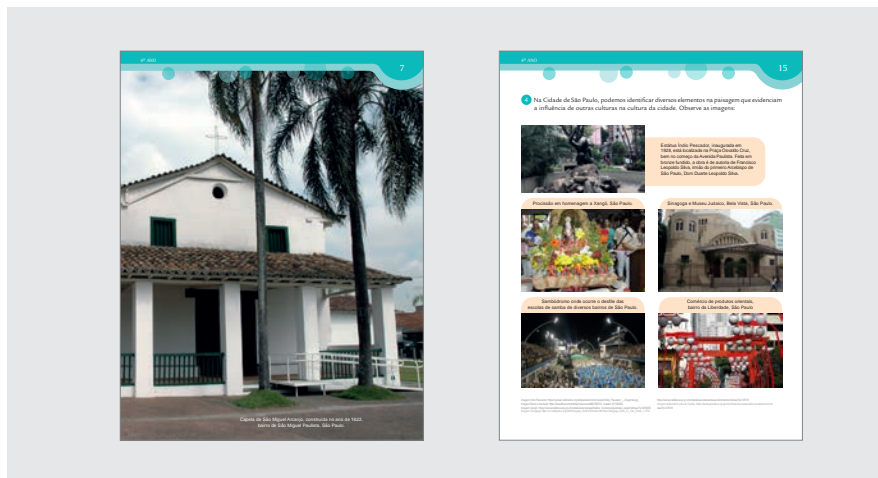 4º ANO
7
Capela de São Miguel Arcanjo, construída no ano de 1622,
bairro de São Miguel Paulista, São Paulo.
4º ANO
15
4 Na Cidade de São Paulo, podemos identificar diversos elementos na paisagem que evidenciam
a influência de outras culturas na cultura da cidade. Observe as imagens:
Estátua Índio Pescador, inaugurada em
1928, está localizada na Praça Oswaldo Cruz,
bem no começo da Avenida Paulista. Feita em
bronze fundido, a obra é de autoria de Francisco
Leopoldo Silva, irmão do primeiro Arcebispo de
São Paulo, Dom Duarte Leopoldo Silva.
Procissão em homenagem a Xangô, São Paulo.
Sinagoga e Museu Judaico, Bela Vista, São Paulo.
Sambódromo onde ocorre o desfile das
escolas de samba de diversos bairros de São Paulo.
Comércio de produtos orientais,
bairro da Liberdade, São Paulo